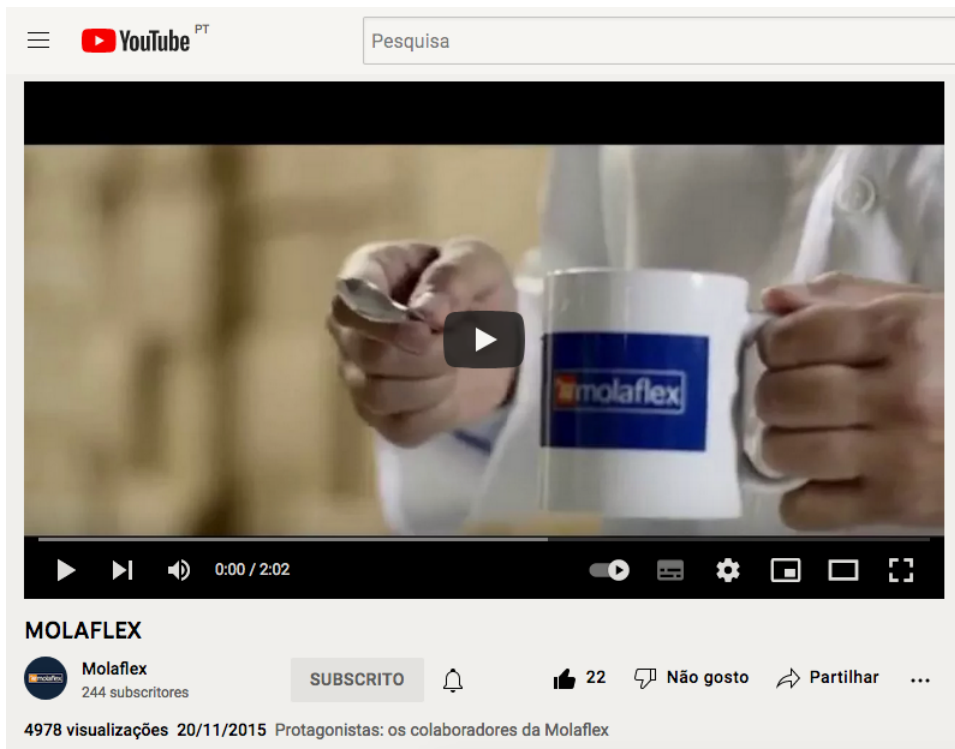 YouTube PT
Pesquisa
molaflex
0:00 / 2:02
MOLAFLEX
Molaflex
244 subscritores
SUBSCRITO
22
Não gosto
Partilhar
molaflex
4978 visualizações 20/11/2015 Protagonistas: os colaboradores da Molaflex